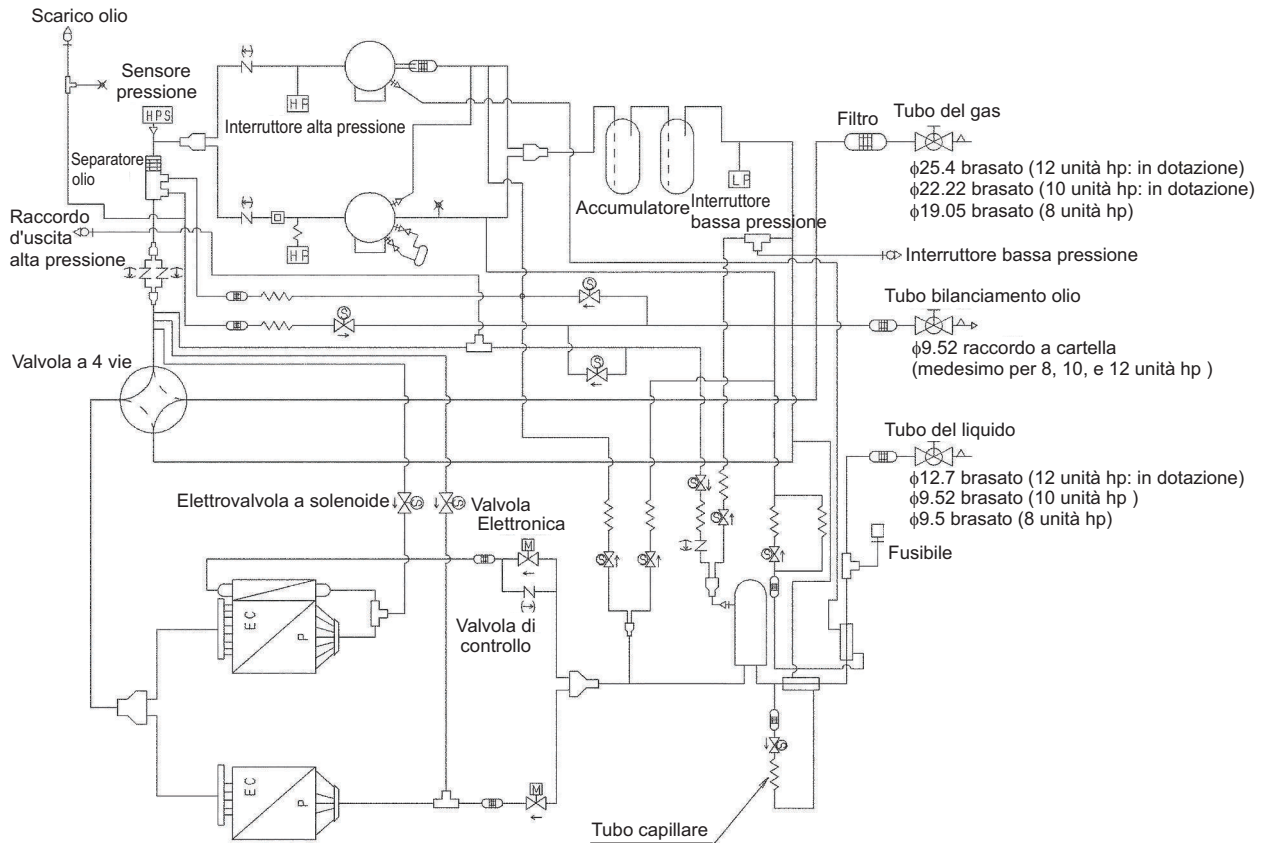 Scarico olio
Sensore
pressione
HPS
HP
Interruttore alta pressione
Separatore
olio
Raccordo
d'uscita
alta pressione
HP
Accumulatore
LP
Interruttore
bassa pressione
Filtro
Tubo del gas
ϕ25.4 brasato (12 unità hp: in dotazione)
ϕ22.22 brasato (10 unità hp: in dotazione)
ϕ19.05 brasato (8 unità hp)
Interruttore bassa pressione
Tubo bilanciamento olio
ϕ9.52 raccordo a cartella
(medesimo per 8, 10, e 12 unità hp )
S
S
S
Valvola a 4 vie
Tubo del liquido
ϕ12.7 brasato (12 unità hp: in dotazione)
ϕ9.52 brasato (10 unità hp )
ϕ9.5 brasato (8 unità hp)
Fusibile
Elettrovalvola a solenoide
S
S
S
S
S
S
S
Valvola
Elettronica
M
Valvola di
controllo
EC
P
EC
P
M
S
Tubo capillare